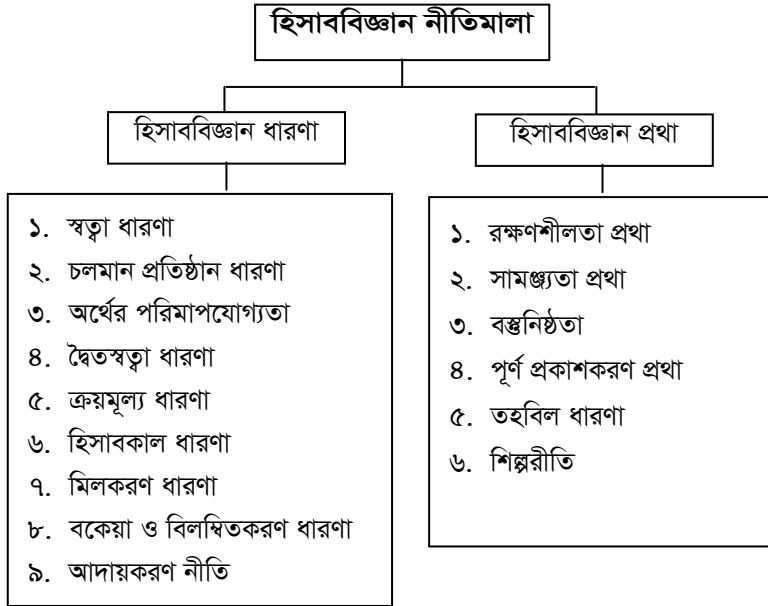 হিসাববিজ্ঞান নীতিমালা
হিসাববিজ্ঞান ধারণা
১. স্বত্বা ধারণা
২. চলমান প্রতিষ্ঠান ধারণা
৩. অর্থের পরিমাপযোগ্যতা
৪. দ্বৈতস্বত্বা ধারণা
৫. ক্রয়মূল্য ধারণা
৬. হিসাবকাল ধারণা
৭. মিলকরণ ধারণা
৮. বকেয়া ও বিলম্বিতকরণ ধারণা
৯. আদায়করণ নীতি
হিসাববিজ্ঞান প্রথা
১. রক্ষণশীলতা প্রথা
২. সামঞ্জ্যতা প্রথা
৩. বস্তুনিষ্ঠতা
৪. পূর্ণ প্রকাশকরণ প্রথা
৫. তহবিল ধারণা
৬. শিল্পরীতি